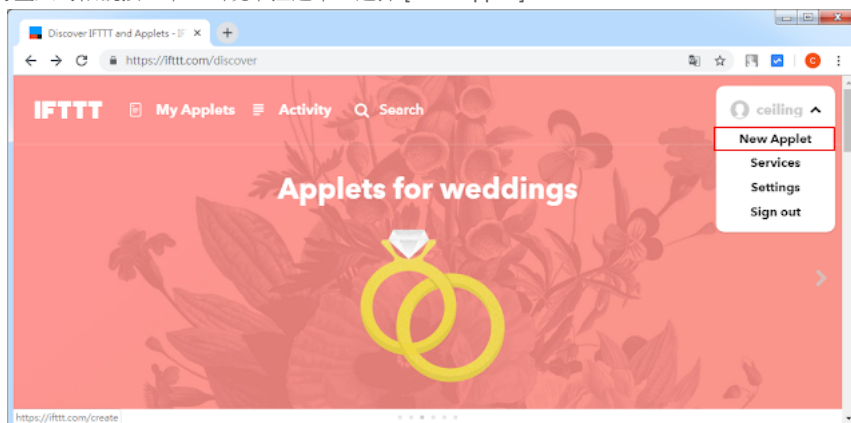 Discover IFTTT and Applets - IF
https://ifttt.com/discover
IFTTT My Applets Activity Search
ceiling
New Applet
Services
Settings
Sign out
Applets for weddings
https://ifttt.com/create